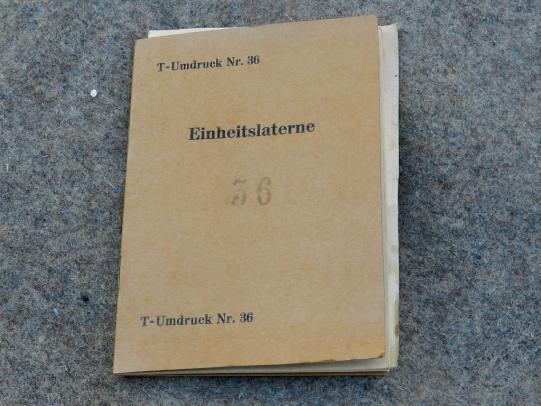 T-Umdruck Nr. 36
Einheitslaterne
36
T-Umdruck Nr. 36